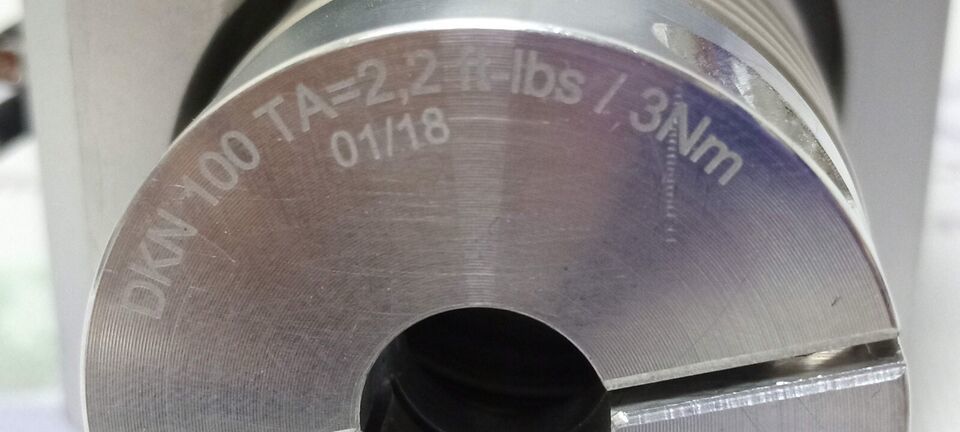 DKN 100 TA=2,2 ft-lbs / 3Nm
01/18